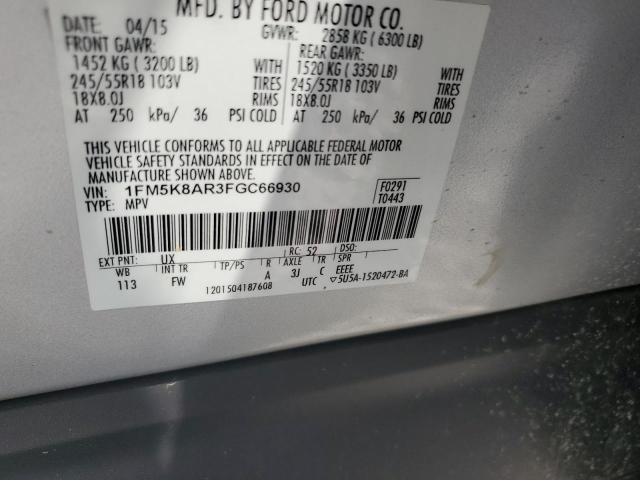 MFD. BY FORD MOTOR CO.
DATE: 04/15 GVWR: 2858 KG ( 6300 LB)
FRONT GAWR: REAR GAWR:
1452 KG ( 3200 LB) WITH 1520 KG ( 3350 LB) WITH
245/55R18 103V TIRES 245/55R18 103V TIRES
18X8.0J RIMS 18X8.0J RIMS
AT 250 kPa/ 36 PSI COLD AT 250 kPa/ 36 PSI COLD
THIS VEHICLE CONFORMS TO ALL APPLICABLE FEDERAL MOTOR
VEHICLE SAFETY STANDARDS IN EFFECT ON THE DATE OF
MANUFACTURE SHOWN ABOVE.
VIN: 1FM5K8AR3FGC66930 F0291
TYPE: MPV T0443
EXT PNT: UX RC: 52 DSO:
WB INT TR TP/PS R AXLE TR SPR
113 FW A 3J C EEEE
1201504187608 UTC ▽5U5A-1520472-BA